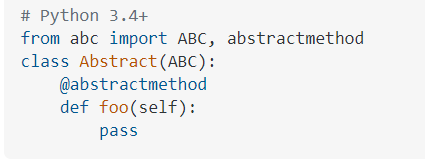 # Python 3.4+
from abc import ABC, abstractmethod
class Abstract(ABC):
    @abstractmethod
    def foo(self):
        pass